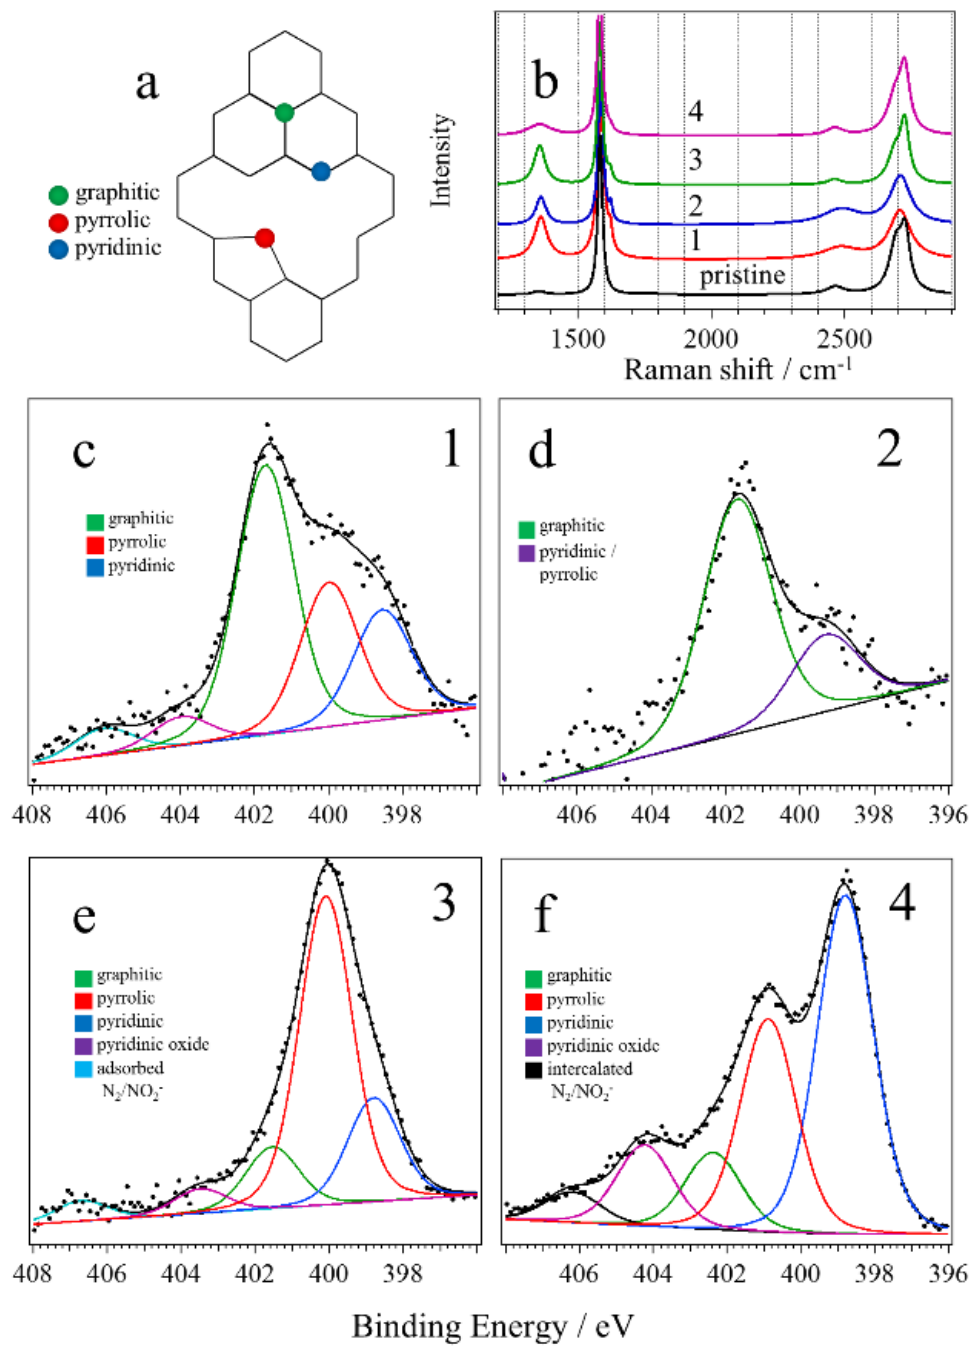 a
graphitic
pyrrolic
pyridinic
b
Intensity
4
3
2
1
pristine
1500 2000 2500
Raman shift / cm-1
c 1
graphitic
pyrrolic
pyridinic
408 406 404 402 400 398
d 2
graphitic
pyridinic /
pyrrolic
406 404 402 400 398 396
e 3
graphitic
pyrrolic
pyridinic
pyridinic oxide
adsorbed
N2/NO2-
408 406 404 402 400 398
f 4
graphitic
pyrrolic
pyridinic
pyridinic oxide
intercalated
N2/NO2-
406 404 402 400 398 396
Binding Energy / eV